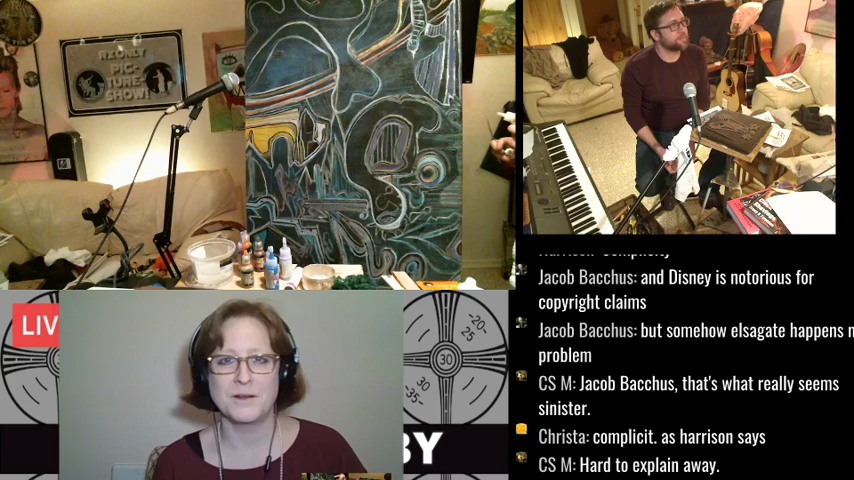 REALLY
PIC-
TURE
SHOW!
LIV
-20-
25
30
30
-35-
BY
Jacob Bacchus: and Disney is notorious for
copyright claims
Jacob Bacchus: but somehow elsagate happens n
problem
CS M: Jacob Bacchus, that's what really seems
sinister.
Christa: complicit. as harrison says
CS M: Hard to explain away.